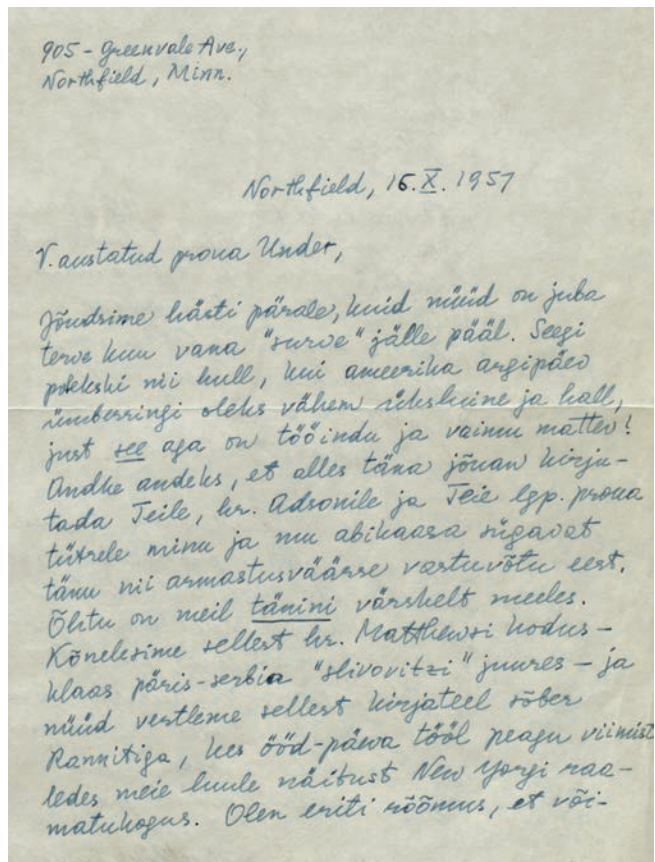 905 - Greenvale Ave.,
Northfield, Minn.
Northfield, 16.X.1957
V. austatud proua Under,
Jõudsime hästi pärale, kuid nüüd on juba
terve kuu vana "surve" jälle pääl. Seegi
polekski nii hull, kui ameerika argipäev
ümberringi oleks vähem üksluine ja hall,
just see aga on tööindu ja vaimu mattev!
Andke andeks, et alles täna jõuan kirju-
tada Teile, hr. Adsonile ja Teie lgp. proua
tütrele minu ja mu abikaasa sügavat
tänu nii armastusväärse vastuvõtu eest.
Õhtu on meil tänini värskelt meeles.
Kõnelesime sellest hr. Matthewsi kodus -
klaas päris-serbia "slivovitzi" juures - ja
nüüd vestleme sellest kirjateel sõber
Rannitiga, kes ööd-päeva tööl peagu viimist
ledes meie luule näitust New Yorgi raa-
matukogus. Olen eriti rõõmus, et või-